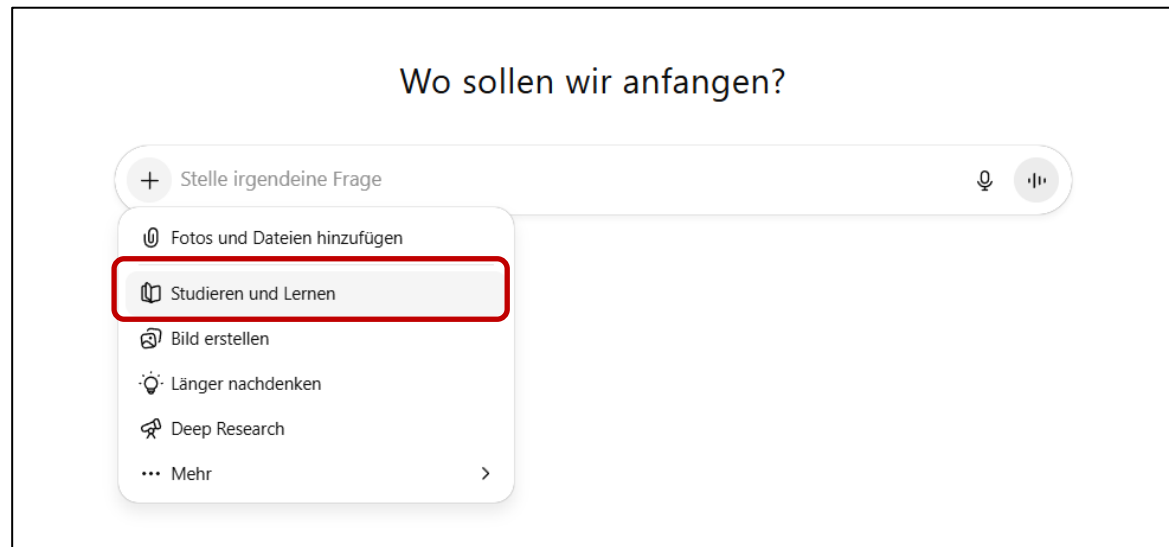 Wo sollen wir anfangen?
Stelle irgendeine Frage
Fotos und Dateien hinzufügen
Studieren und Lernen
Bild erstellen
Länger nachdenken
Deep Research
Mehr